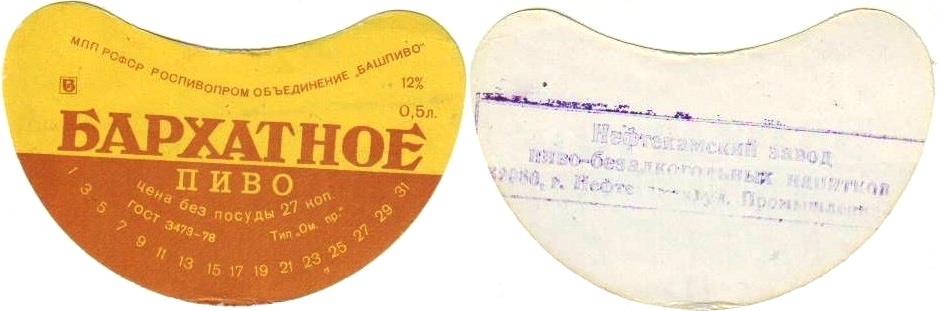 МПП РСФСР РОСПИВОПРОМ ОБЪЕДИНЕНИЕ „БАШПИВО"
12%
0,5л.
БАРХАТНОЕ
ПИВО
цена без посуды 27 коп.
ГОСТ 3473-78
Тип „Ом. пр."
1 3 5 7 9 11 13 15 17 19 21 23 25 27 29 31
Нефтекамский завод
пиво-безалкогольных напитков
г. Нефте ул.